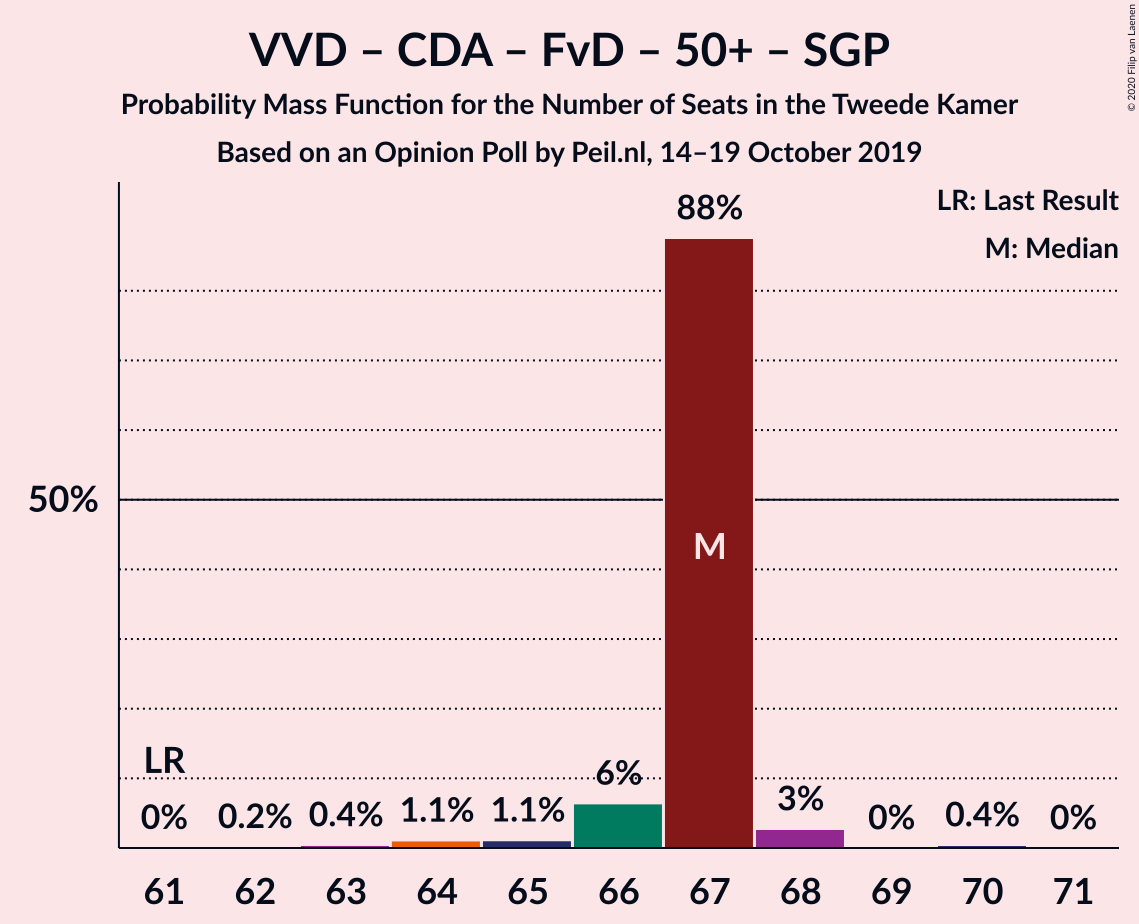 VVD – CDA – FvD – 50+ – SGP
Probability Mass Function for the Number of Seats in the Tweede Kamer
Based on an Opinion Poll by Peil.nl, 14–19 October 2019
© 2020 Filip van Laenen
LR: Last Result
M: Median
88%
50%
M
LR
0% 0.2% 0.4% 1.1% 1.1% 6% 3% 0% 0.4% 0%
61 62 63 64 65 66 67 68 69 70 71